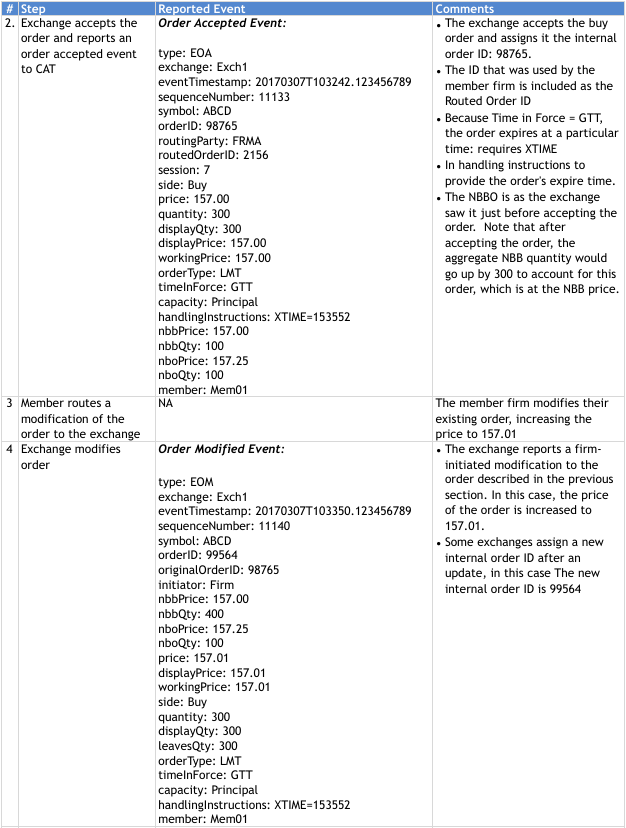 # Step Reported Event Comments
2. Exchange accepts the
order and reports an
order accepted event
to CAT
Order Accepted Event:
type: EOA
exchange: Exch1
eventTimestamp: 20170307T103242.123456789
sequenceNumber: 11133
symbol: ABCD
orderID: 98765
routingParty: FRMA
routedOrderID: 2156
session: 7
side: Buy
price: 157.00
quantity: 300
displayQty: 300
displayPrice: 157.00
workingPrice: 157.00
orderType: LMT
timeInForce: GTT
capacity: Principal
handlingInstructions: XTIME=153552
nbbPrice: 157.00
nbbQty: 100
nboPrice: 157.25
nboQty: 100
member: Mem01
• The exchange accepts the buy
order and assigns it the internal
order ID: 98765.
• The ID that was used by the
member firm is included as the
Routed Order ID
• Because Time in Force = GTT,
the order expires at a particular
time: requires XTIME
• In handling instructions to
provide the order's expire time.
• The NBBO is as the exchange
saw it just before accepting the
order. Note that after
accepting the order, the
aggregate NBB quantity would
go up by 300 to account for this
order, which is at the NBB price.
3 Member routes a
modification of the
order to the exchange
NA
The member firm modifies their
existing order, increasing the
price to 157.01
4 Exchange modifies
order
Order Modified Event:
type: EOM
exchange: Exch1
eventTimestamp: 20170307T103350.123456789
sequenceNumber: 11140
symbol: ABCD
orderID: 99564
originalOrderID: 98765
initiator: Firm
nbbPrice: 157.00
nbbQty: 400
nboPrice: 157.25
nboQty: 100
price: 157.01
displayPrice: 157.01
workingPrice: 157.01
side: Buy
quantity: 300
displayQty: 300
leavesQty: 300
orderType: LMT
timeInForce: GTT
capacity: Principal
handlingInstructions: XTIME=153552
member: Mem01
• The exchange reports a firm-
initiated modification to the
order described in the previous
section. In this case, the price
of the order is increased to
157.01.
• Some exchanges assign a new
internal order ID after an
update, in this case The new
internal order ID is 99564